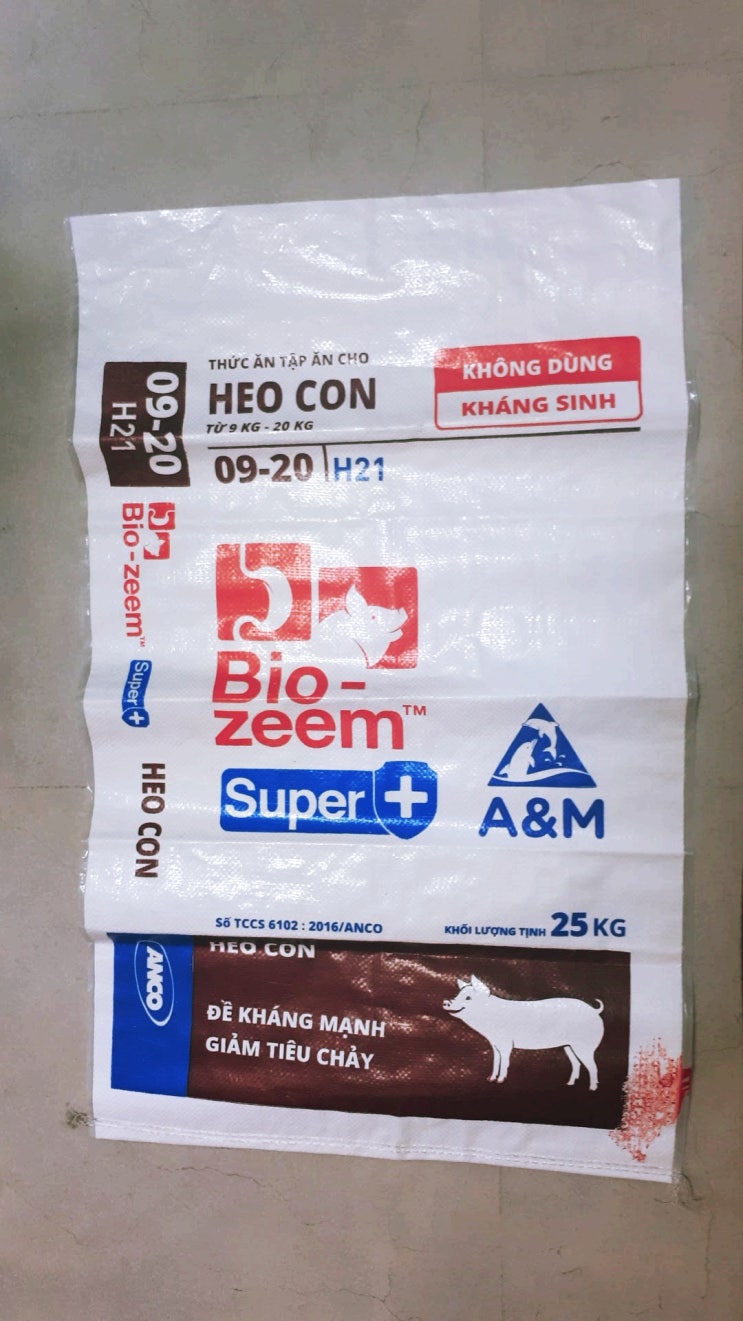 THỨC ĂN TẬP ĂN CHO
HEO CON
TỪ 9 KG - 20 KG
KHÔNG DÙNG
KHÁNG SINH
09-20 H21
09-20
H21
Bio-zeem™
Super+
HEO CON
Bio-
zeem™
Super+
A&M
Số TCCS 6102 : 2016/ANCO
KHỐI LƯỢNG TỊNH 25 KG
ANCO
HEO CON
ĐỀ KHÁNG MẠNH
GIẢM TIÊU CHẢY